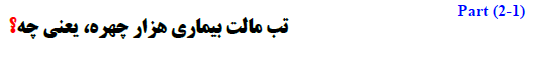 Part (2-1)
تب مالت بیماری هزار چهره، یعنی چه؟